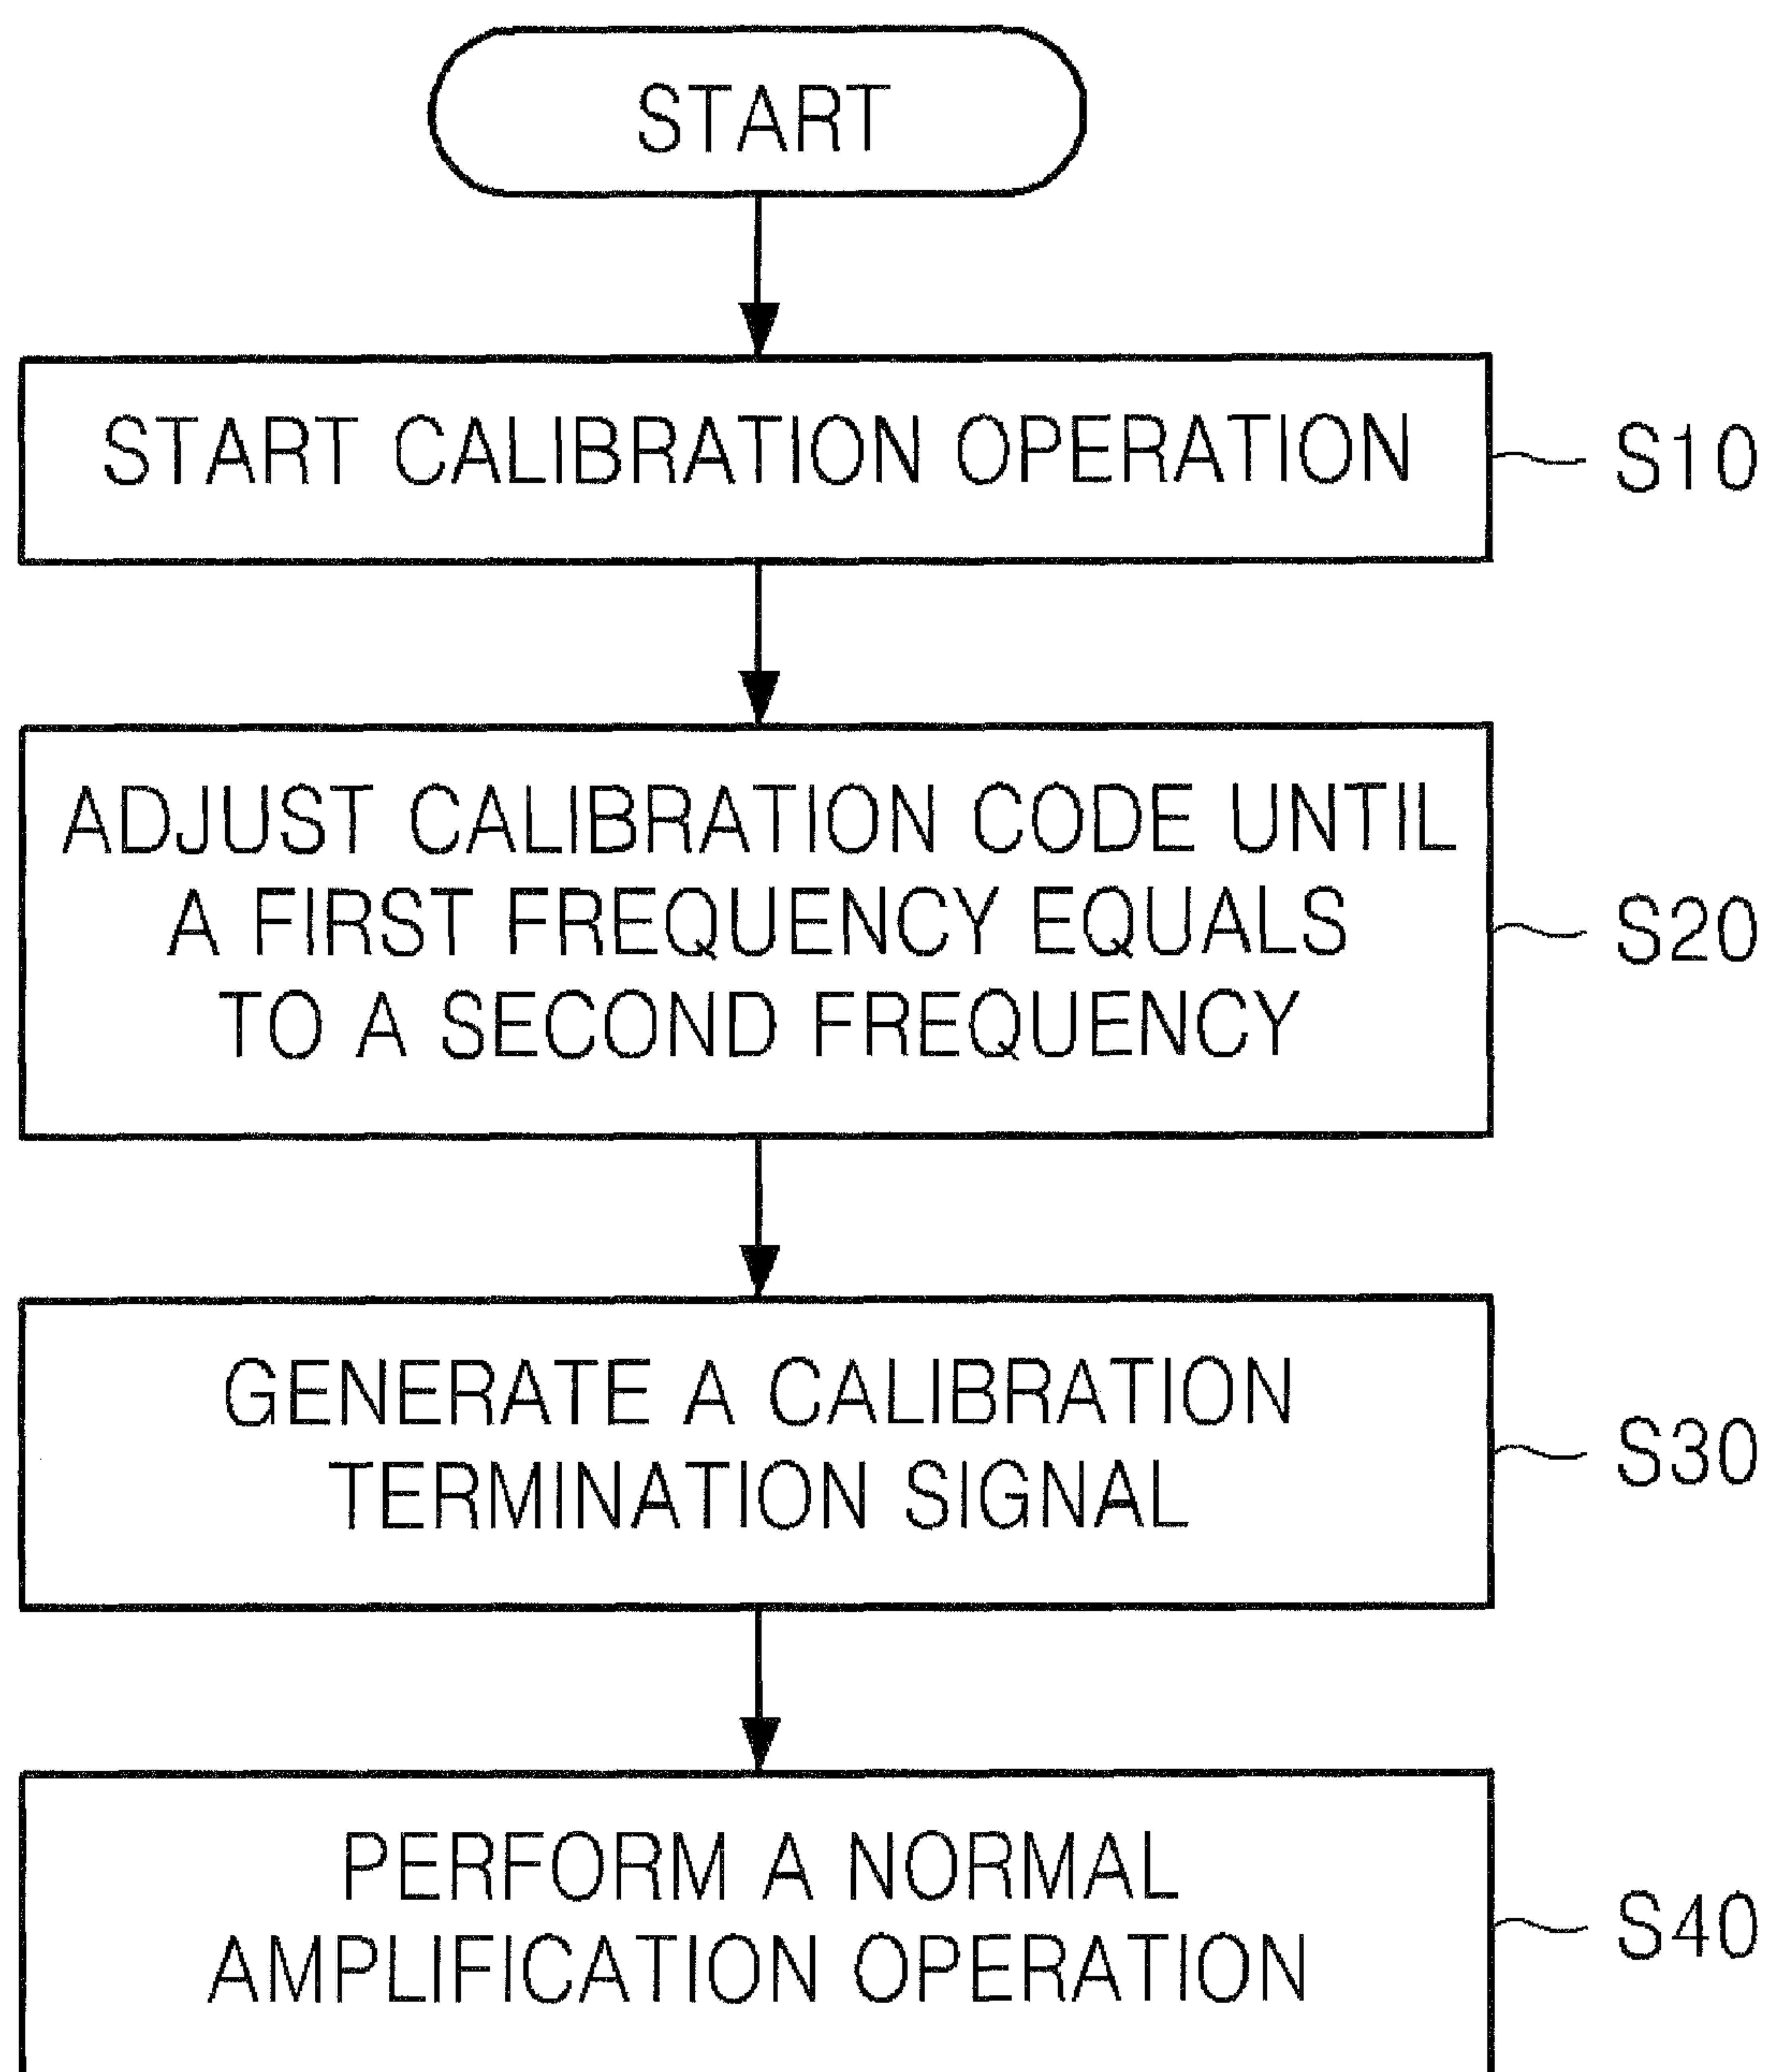 START
START CALIBRATION OPERATION
S10
ADJUST CALIBRATION CODE UNTIL
A FIRST FREQUENCY EQUALS
TO A SECOND FREQUENCY
S20
GENERATE A CALIBRATION
TERMINATION SIGNAL
S30
PERFORM A NORMAL
AMPLIFICATION OPERATION
S40